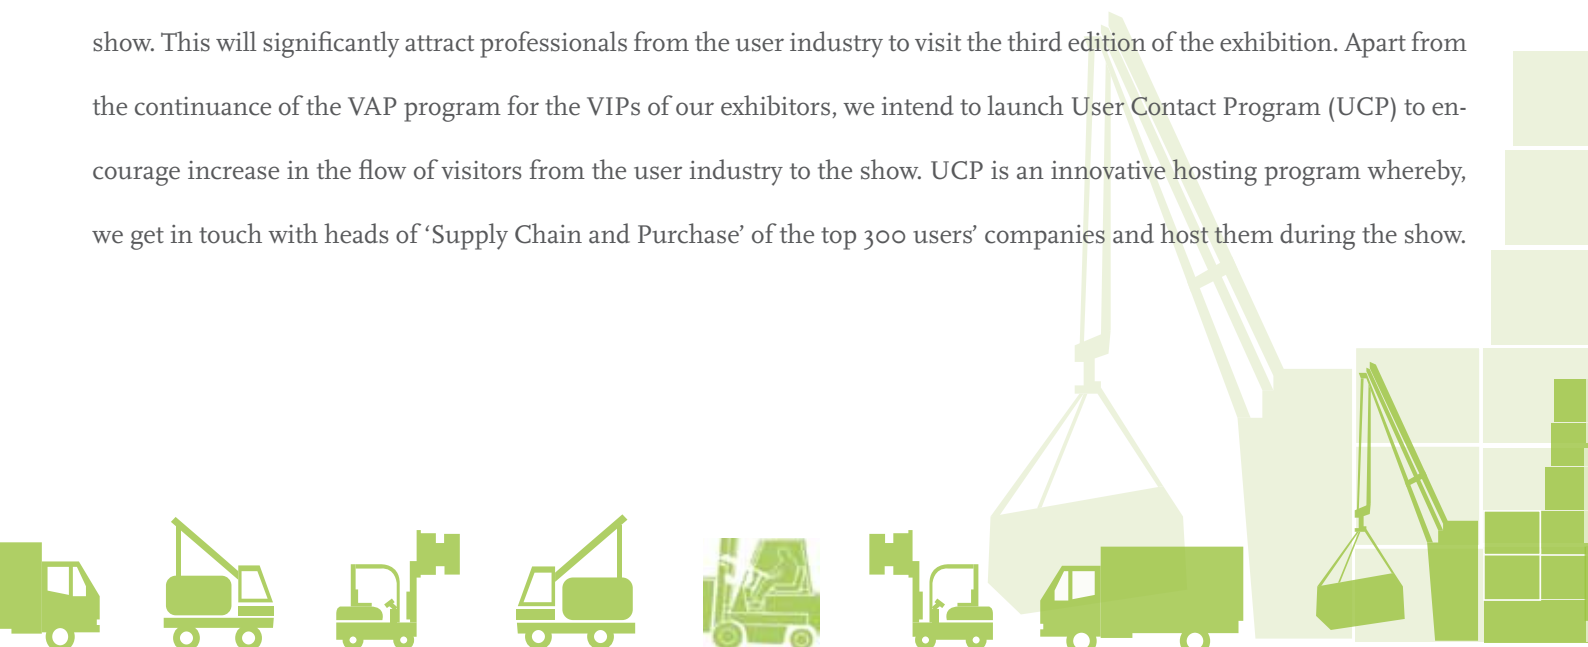 show. This will significantly attract professionals from the user industry to visit the third edition of the exhibition. Apart from
the continuance of the VAP program for the VIPs of our exhibitors, we intend to launch User Contact Program (UCP) to en-
courage increase in the flow of visitors from the user industry to the show. UCP is an innovative hosting program whereby,
we get in touch with heads of ‘Supply Chain and Purchase’ of the top 300 users’ companies and host them during the show.